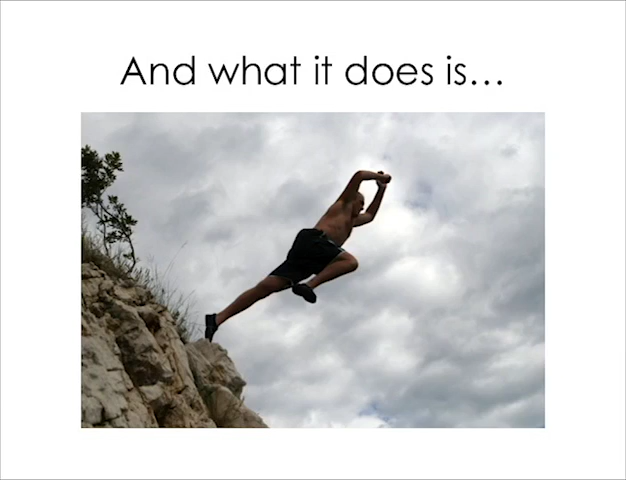 And what it does is…